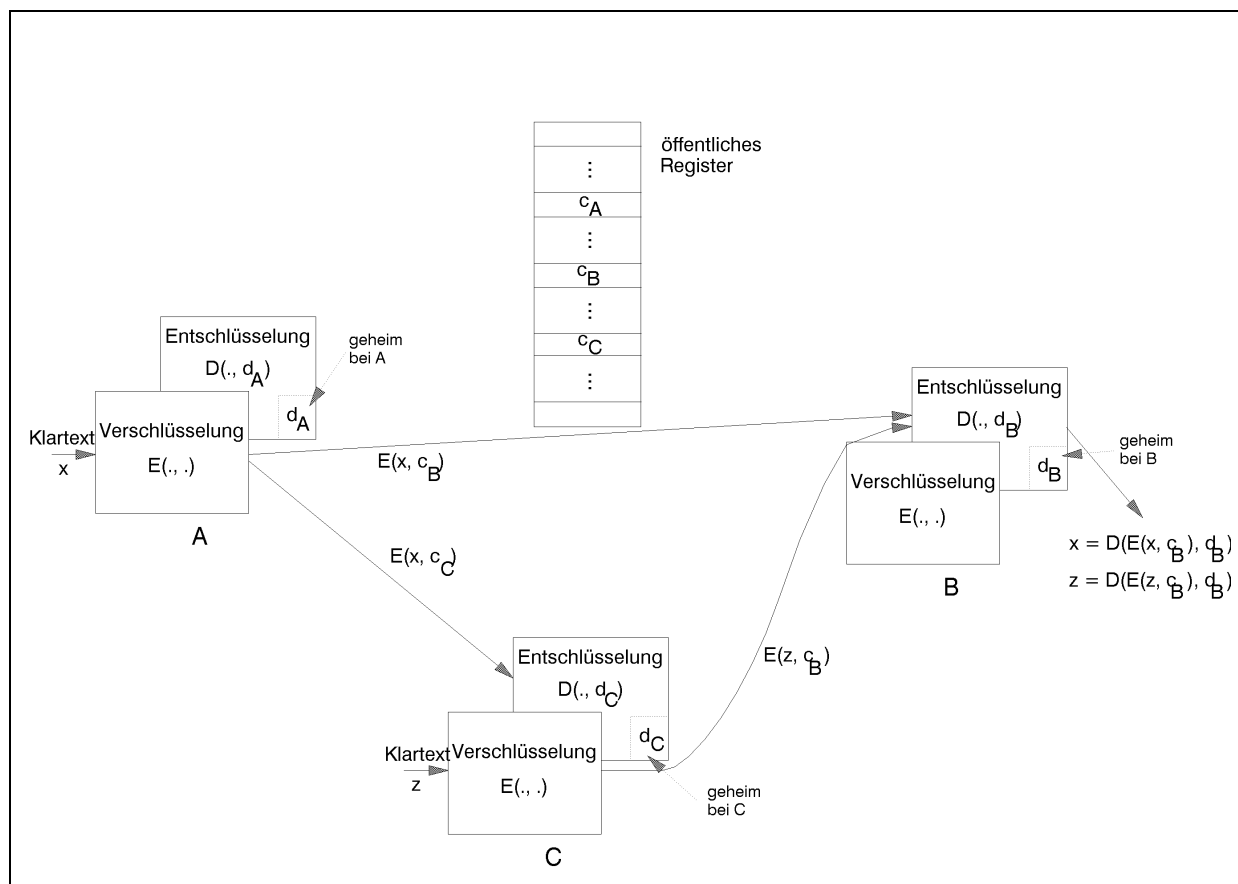 öffentliches
Register
⋮
c_A
⋮
c_B
⋮
c_C
⋮
Entschlüsselung
D(., d_A)
d_A
geheim
bei A
Klartext
x
Verschlüsselung
E(., .)
A
E(x, c_B)
E(x, c_C)
Entschlüsselung
D(., d_B)
d_B
geheim
bei B
Verschlüsselung
E(., .)
B
x = D(E(x, c_B), d_B)
z = D(E(z, c_B), d_B)
E(z, c_B)
Entschlüsselung
D(., d_C)
d_C
geheim
bei C
Klartext
z
Verschlüsselung
E(., .)
C